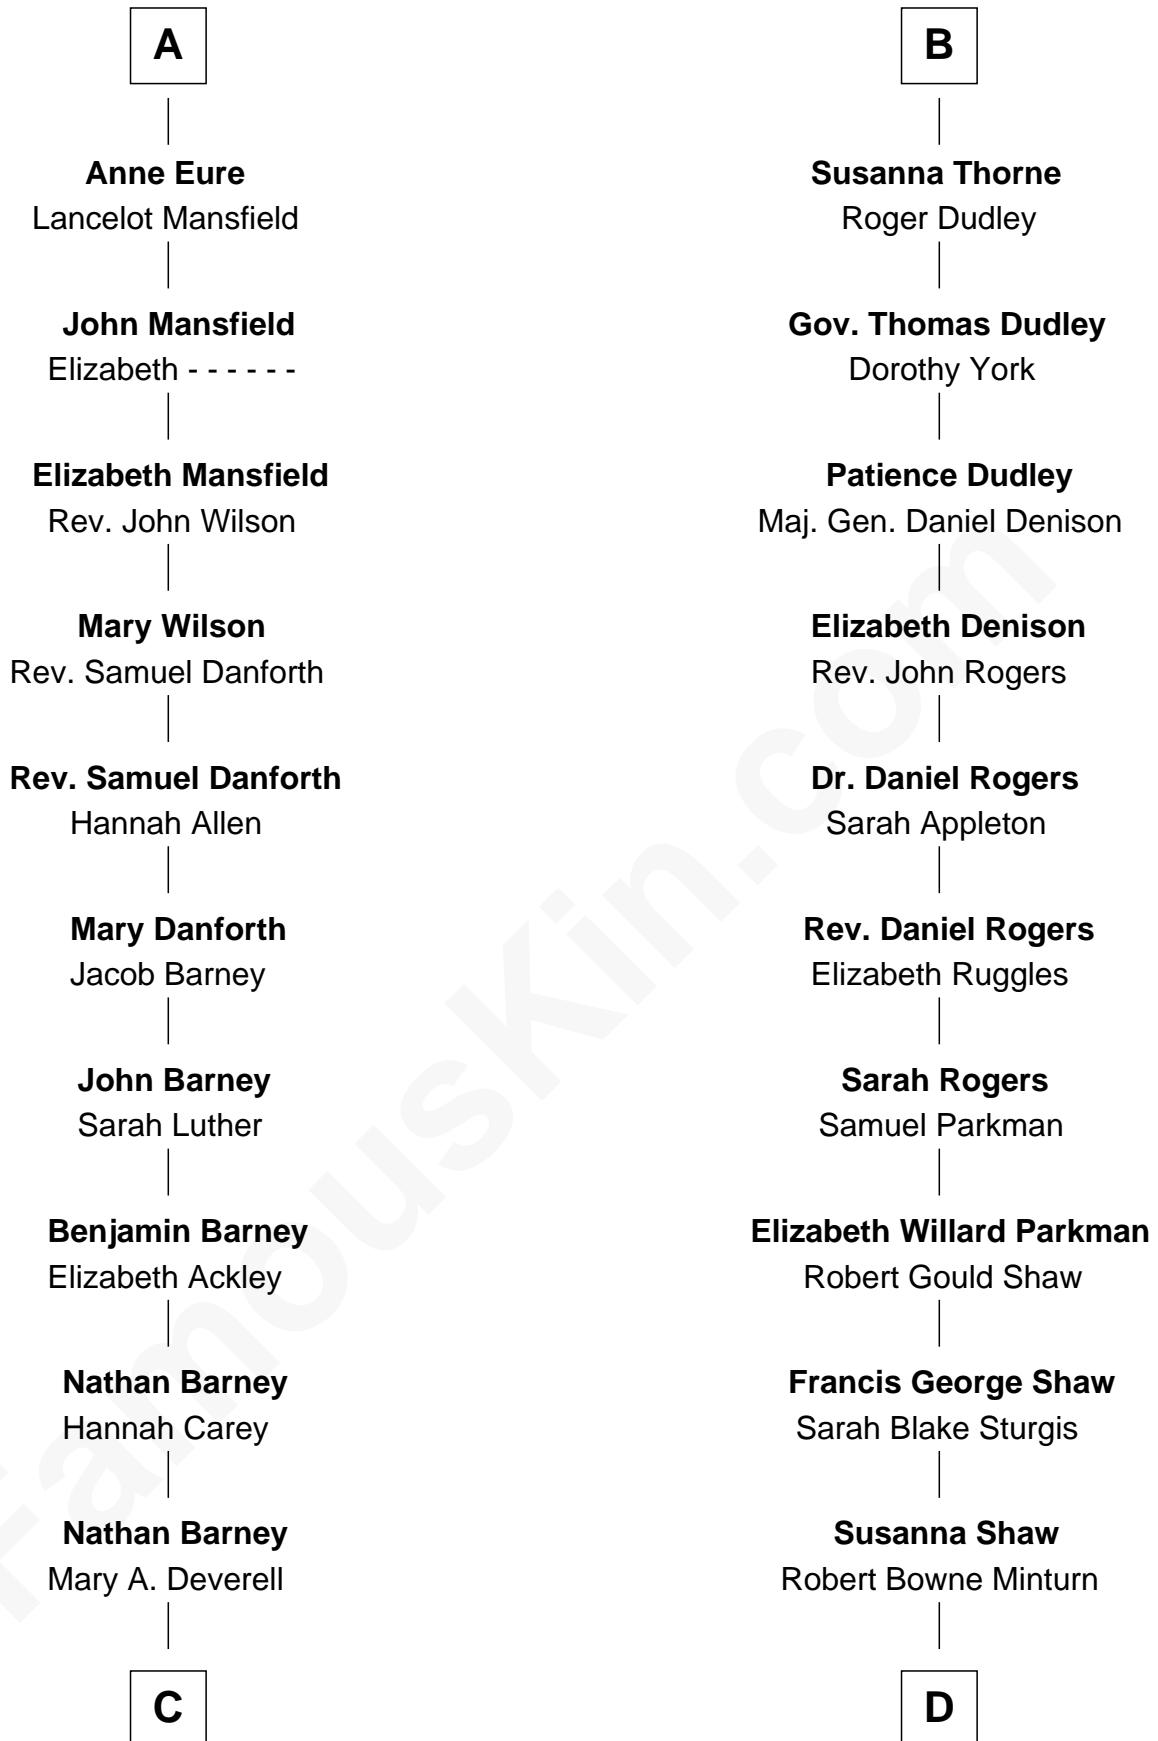 A
Anne Eure
Lancelot Mansfield
John Mansfield
Elizabeth - - - - - -
Elizabeth Mansfield
Rev. John Wilson
Mary Wilson
Rev. Samuel Danforth
Rev. Samuel Danforth
Hannah Allen
Mary Danforth
Jacob Barney
John Barney
Sarah Luther
Benjamin Barney
Elizabeth Ackley
Nathan Barney
Hannah Carey
Nathan Barney
Mary A. Deverell
C
B
Susanna Thorne
Roger Dudley
Gov. Thomas Dudley
Dorothy York
Patience Dudley
Maj. Gen. Daniel Denison
Elizabeth Denison
Rev. John Rogers
Dr. Daniel Rogers
Sarah Appleton
Rev. Daniel Rogers
Elizabeth Ruggles
Sarah Rogers
Samuel Parkman
Elizabeth Willard Parkman
Robert Gould Shaw
Francis George Shaw
Sarah Blake Sturgis
Susanna Shaw
Robert Bowne Minturn
D
FamousKin.com